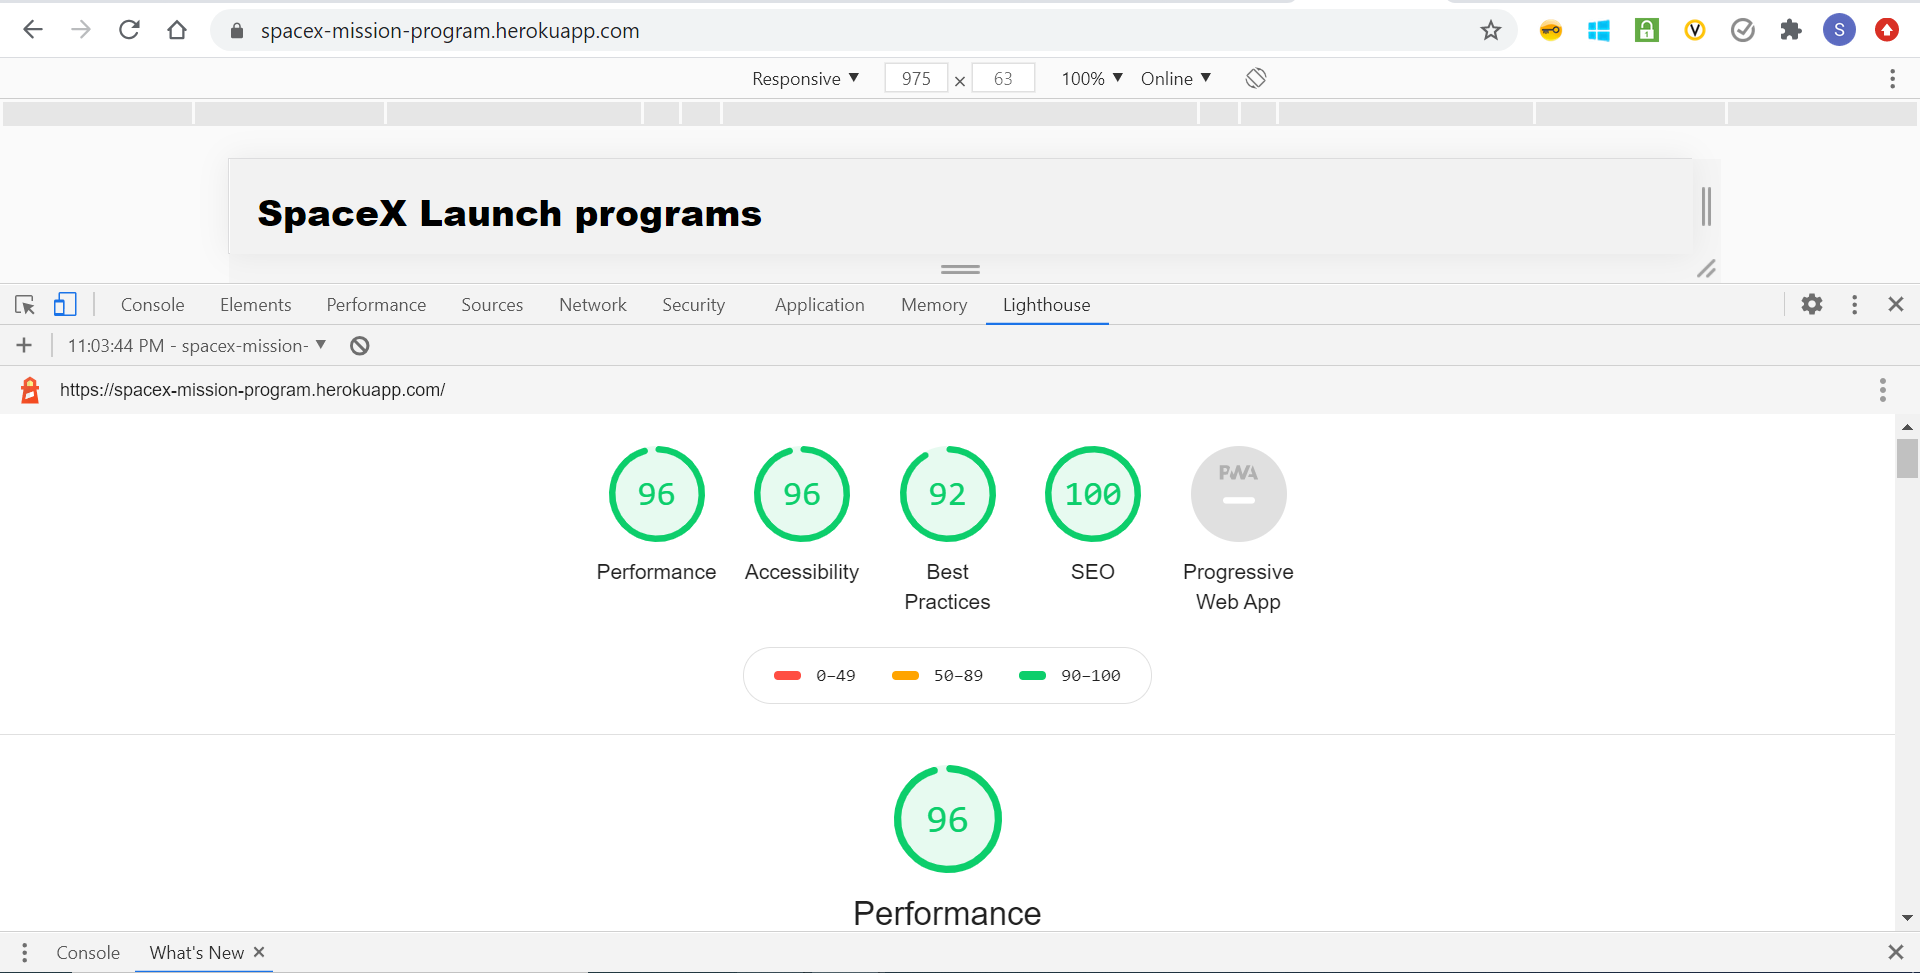 spacex-mission-program.herokuapp.com
S
Responsive ▼ 975 × 63 100% ▼ Online ▼
SpaceX Launch programs
Console Elements Performance Sources Network Security Application Memory Lighthouse
11:03:44 PM - spacex-mission- ▼
https://spacex-mission-program.herokuapp.com/
96 96 92 100 PWA
Performance Accessibility Best Practices SEO Progressive Web App
0–49 50–89 90–100
96
Performance
Console What's New ×